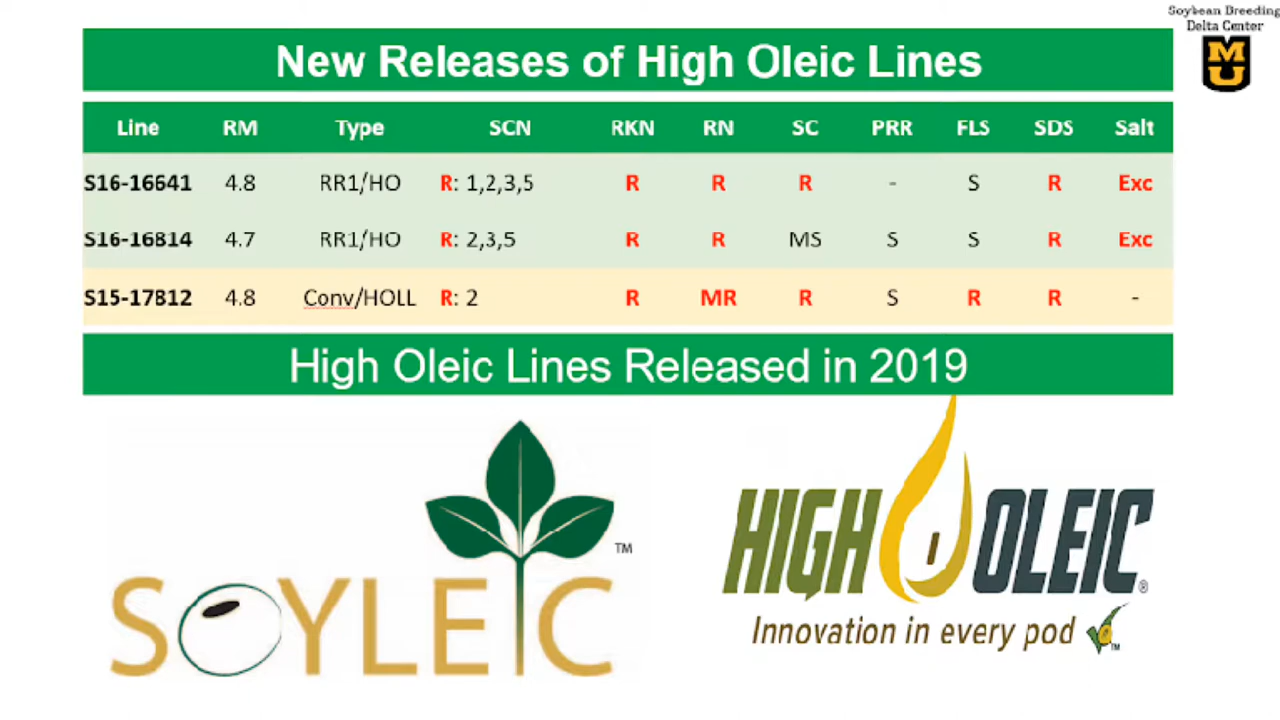 Soybean Breeding
Delta Center
MU
New Releases of High Oleic Lines
Line RM Type SCN RKN RN SC PRR FLS SDS Salt
S16-16641 4.8 RR1/HO R: 1,2,3,5 R R R - S R Exc
S16-16814 4.7 RR1/HO R: 2,3,5 R R MS S S R Exc
S15-17812 4.8 Conv/HOLL R: 2 R MR R S R R -
High Oleic Lines Released in 2019
SOYLEIC™
HIGH OLEIC®
Innovation in every pod ™